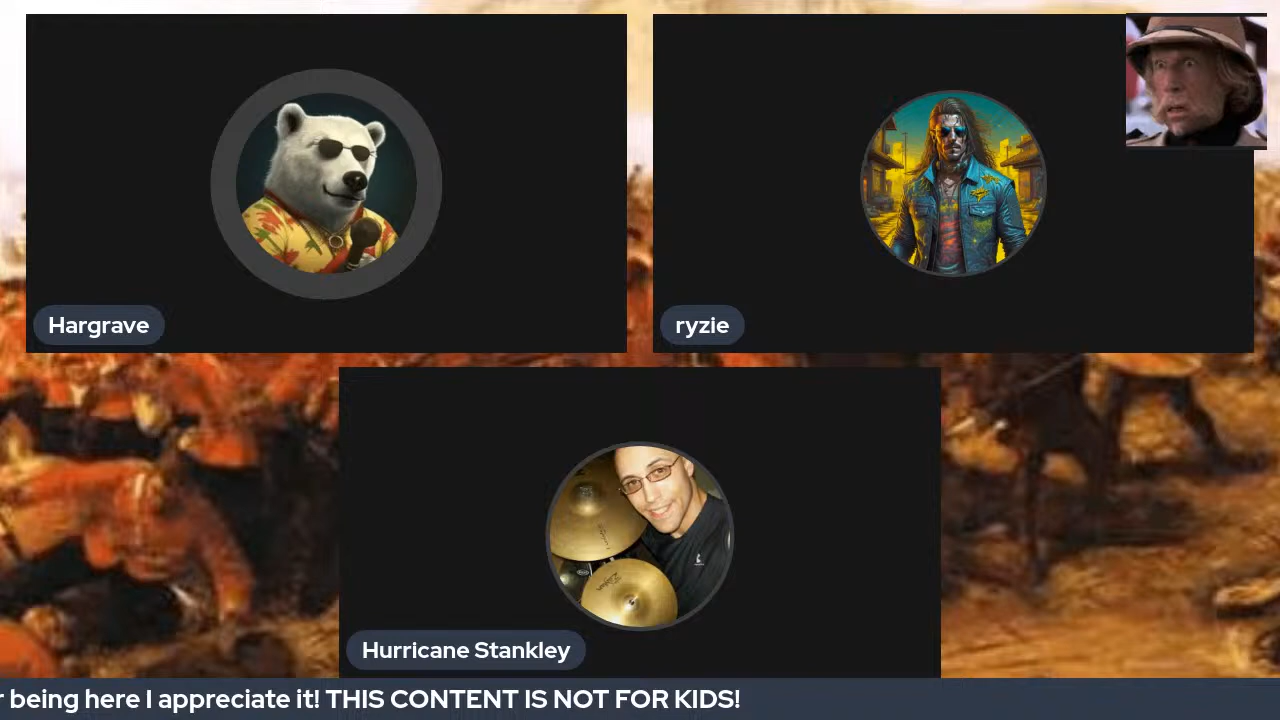 Hargrave
ryzie
Hurricane Stankley
r being here I appreciate it! THIS CONTENT IS NOT FOR KIDS!